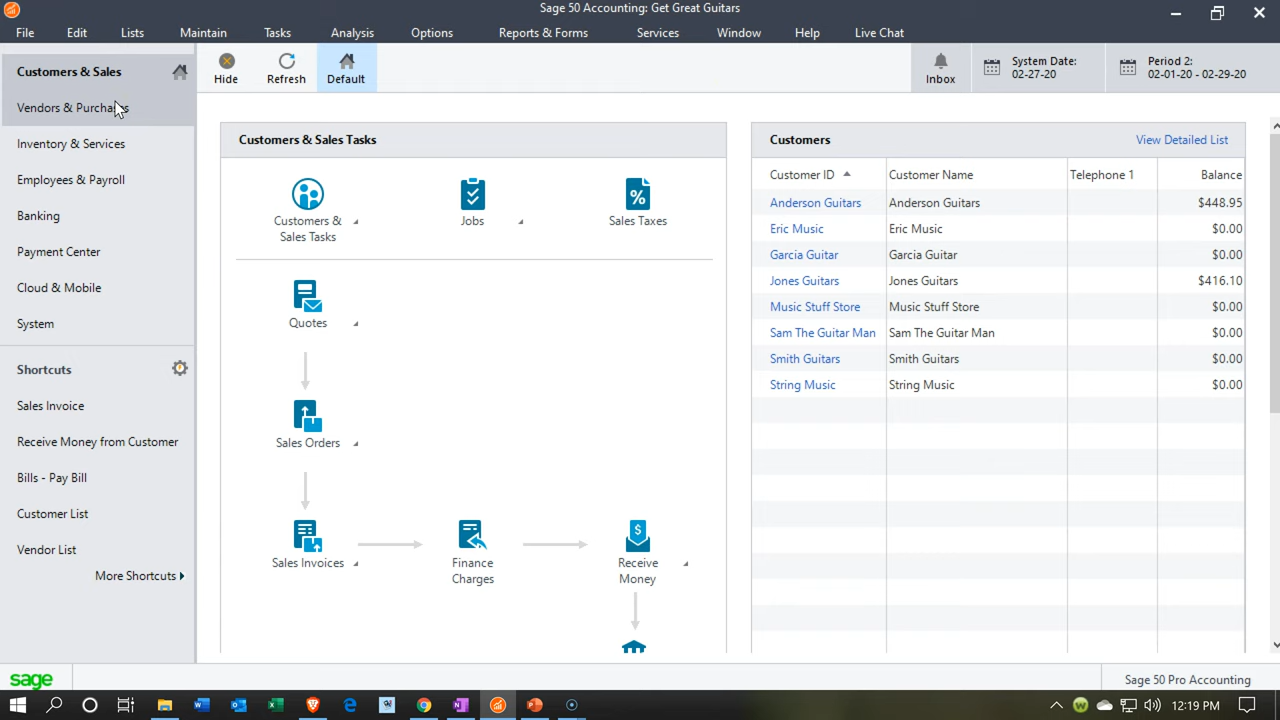 Sage 50 Accounting: Get Great Guitars
File Edit Lists Maintain Tasks Analysis Options Reports & Forms Services Window Help Live Chat
Customers & Sales
Vendors & Purchases
Inventory & Services
Employees & Payroll
Banking
Payment Center
Cloud & Mobile
System
Shortcuts
Sales Invoice
Receive Money from Customer
Bills - Pay Bill
Customer List
Vendor List
More Shortcuts
Hide Refresh Default
Inbox
System Date:
02-27-20
Period 2:
02-01-20 - 02-29-20
Customers & Sales Tasks
Customers &
Sales Tasks
Jobs
Sales Taxes
Quotes
Sales Orders
Sales Invoices
Finance
Charges
Receive
Money
Customers View Detailed List
Customer ID Customer Name Telephone 1 Balance
Anderson Guitars Anderson Guitars $448.95
Eric Music Eric Music $0.00
Garcia Guitar Garcia Guitar $0.00
Jones Guitars Jones Guitars $416.10
Music Stuff Store Music Stuff Store $0.00
Sam The Guitar Man Sam The Guitar Man $0.00
Smith Guitars Smith Guitars $0.00
String Music String Music $0.00
sage
Sage 50 Pro Accounting
12:19 PM